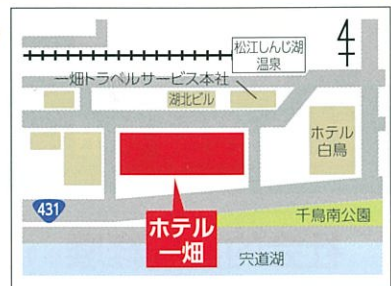 松江しんじ湖
温泉
一畑トラベルサービス本社
湖北ビル
ホテル
白鳥
431
ホテル
一畑
千鳥南公園
宍道湖